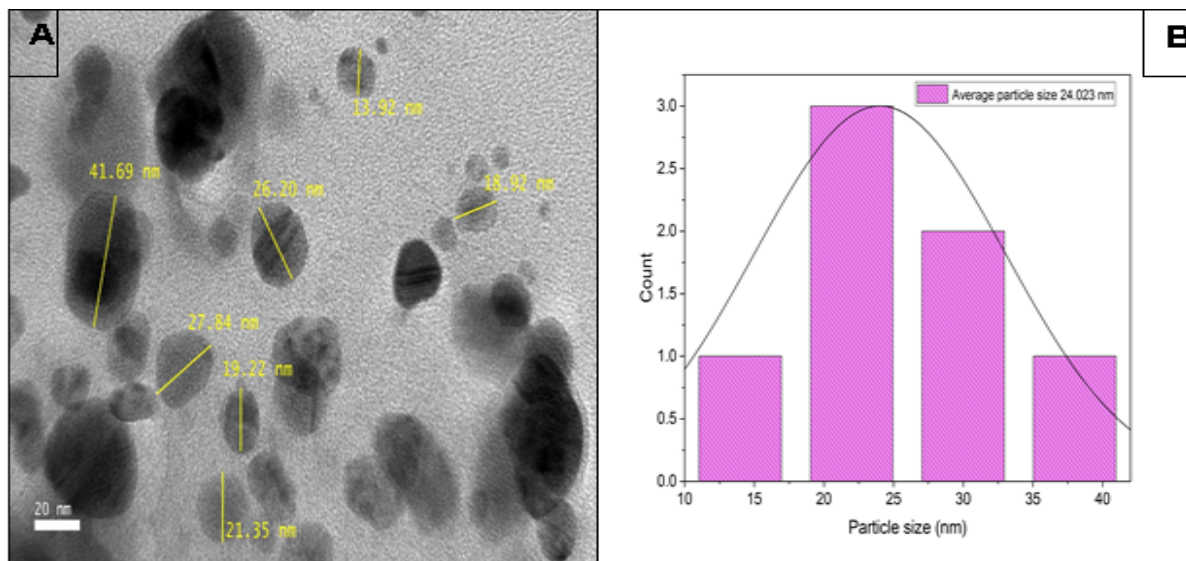 A
13.92 nm
41.69 nm
26.20 nm
18.92 nm
27.84 nm
19.22 nm
21.35 nm
20 nm
B
Average particle size 24.023 nm
3.0
2.5
2.0
1.5
1.0
0.5
0.0
Count
10 15 20 25 30 35 40
Particle size (nm)